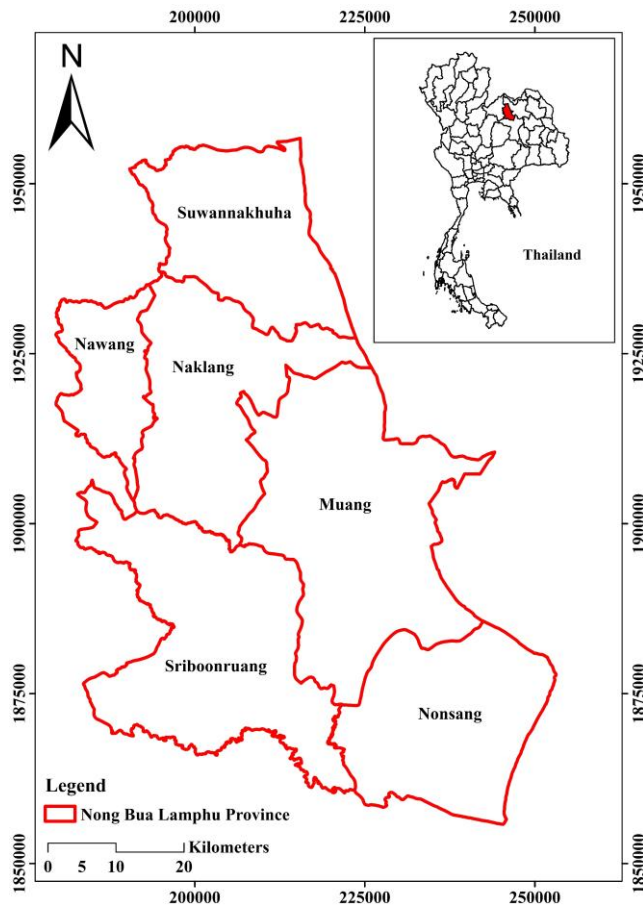 200000 225000 250000
N
Thailand
Suwannakhuha
Nawang
Naklang
Muang
Sriboonruang
Nonsang
1950000
1925000
1900000
1875000
1850000
1950000
1925000
1900000
1875000
1850000
Legend
Nong Bua Lamphu Province
Kilometers
0 5 10 20
200000 225000 250000